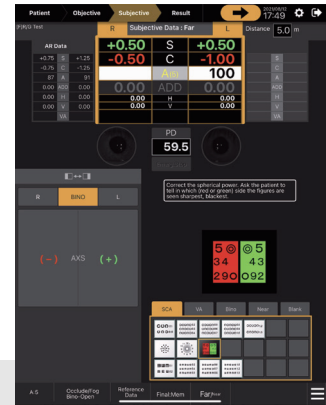 Patient Objective Subjective Result 2021/08/12 17:49
(F)R/G Test R Subjective Data : Far L Distance 5.0 m
AR Data
+0.75 S +1.25
-0.75 C -1.25
87 A 91
0.00 ADD 0.00
0.00 H 0.00
0.00 V 0.00
VA
+0.50 S +0.50
-0.50 C -1.00
100
0.00 ADD 0.00
0.00 H 0.00
0.00 V 0.00
S
C
A
ADD
H
V
VA
PD
59.5
R BINO L
(-) AXS (+)
Correct the spherical power. Ask the patient
to tell in which (red or green) side the figures are
seen sharpest, blackest.
5 5
34 43
290 092
SCA VA Bino Near Blank
A:S Occlude/Fog Reference Final.Mem Far/Near
Bino-Open Data